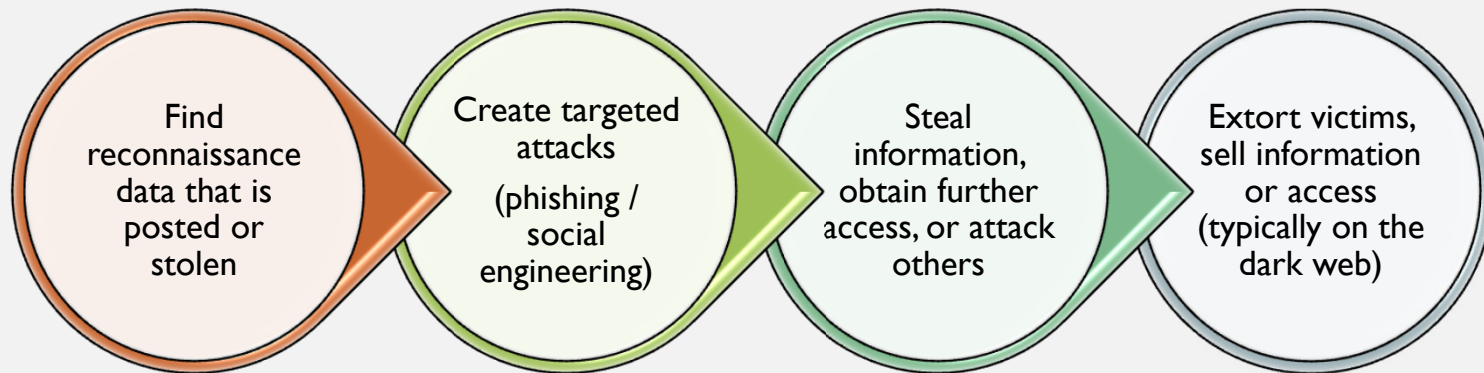 Find
reconnaissance
data that is
posted or
stolen
Create targeted
attacks
(phishing /
social
engineering)
Steal
information,
obtain further
access, or attack
others
Extort victims,
sell information
or access
(typically on the
dark web)